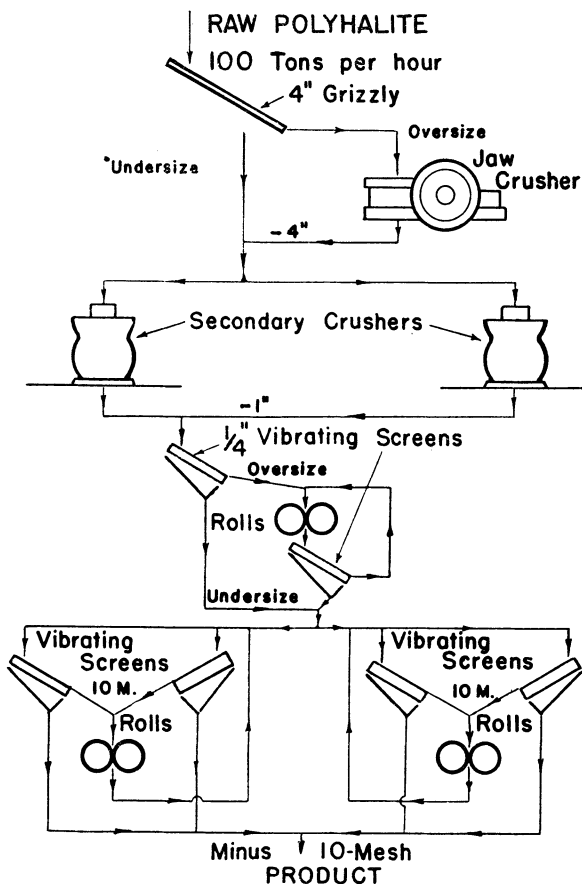 RAW POLYHALITE
100 Tons per hour
4" Grizzly
Oversize
Jaw
Crusher
Undersize
-4"
Secondary Crushers
-1"
1/4" Vibrating Screens
Oversize
Rolls
Undersize
Vibrating
Screens
10 M.
Rolls
Vibrating
Screens
10 M.
Rolls
Minus 10-Mesh
PRODUCT